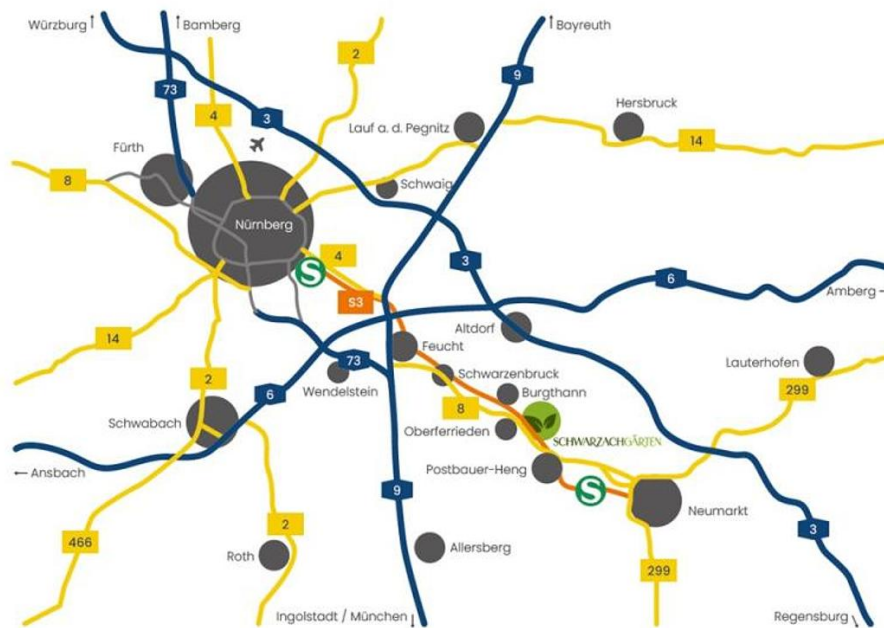 Würzburg
Bamberg
Bayreuth
2
9
73
4
3
Hersbruck
Lauf a. d. Pegnitz
14
Fürth
8
Schwaig
Nürnberg
4
S
3
6
S3
Amberg
14
Altdorf
Feucht
73
Lauterhofen
299
2
6
Wendelstein
Schwarzenbruck
Burgthann
8
Schwabach
Oberferrieden
SCHWARZACHGÄRTEN
Ansbach
Postbauer-Heng
9
S
Neumarkt
2
3
466
Roth
Allersberg
299
Ingolstadt / München
Regensburg